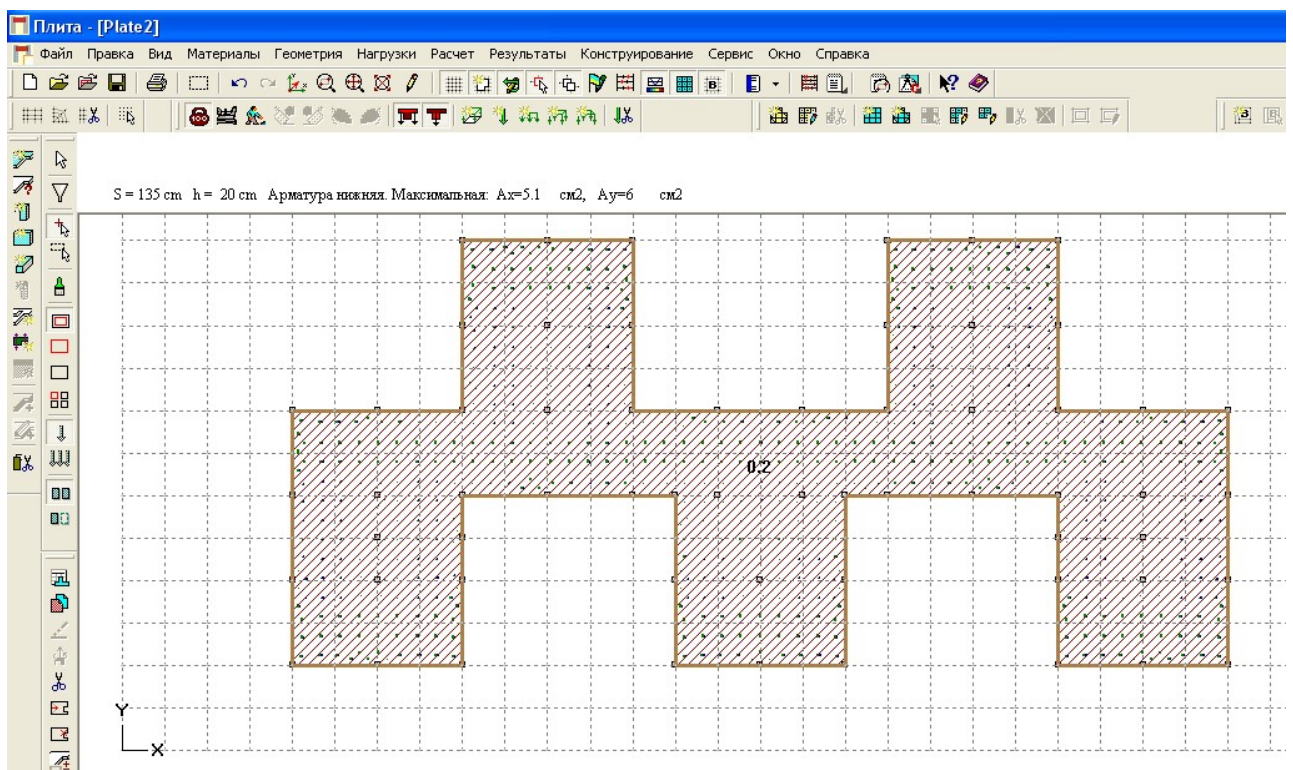 Плита - [Plate2]
Файл Правка Вид Материалы Геометрия Нагрузки Расчет Результаты Конструирование Сервис Окно Справка
S = 135 cm h = 20 cm Арматура нижняя. Максимальная: Ax=5.1 см2, Ay=6 см2
0.2
Y
X